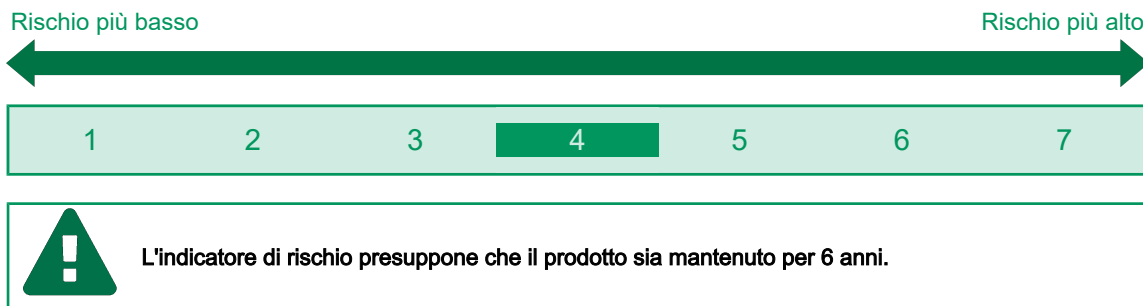 Rischio più basso Rischio più alto
1 2 3 4 5 6 7
!
L'indicatore di rischio presuppone che il prodotto sia mantenuto per 6 anni.